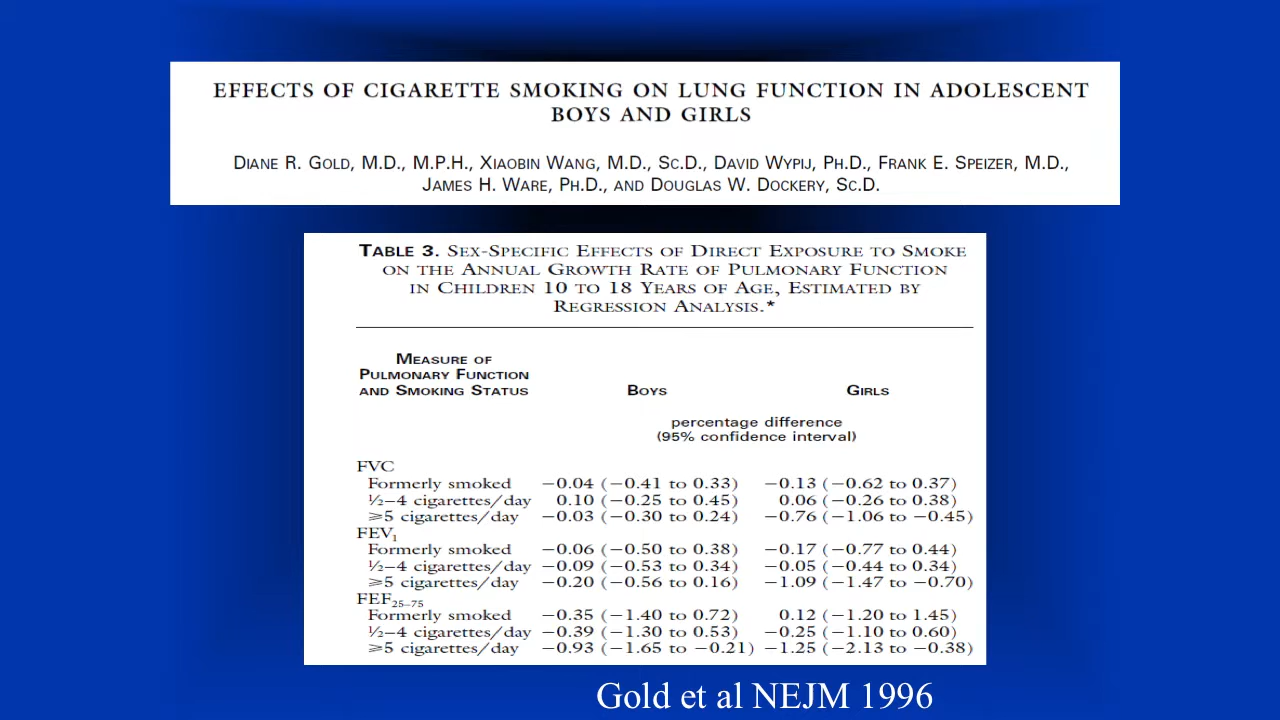 EFFECTS OF CIGARETTE SMOKING ON LUNG FUNCTION IN ADOLESCENT
BOYS AND GIRLS
DIANE R. GOLD, M.D., M.P.H., XIAOBIN WANG, M.D., SC.D., DAVID WYPIJ, PH.D., FRANK E. SPEIZER, M.D.,
JAMES H. WARE, PH.D., AND DOUGLAS W. DOCKERY, SC.D.
TABLE 3. SEX-SPECIFIC EFFECTS OF DIRECT EXPOSURE TO SMOKE
ON THE ANNUAL GROWTH RATE OF PULMONARY FUNCTION
IN CHILDREN 10 TO 18 YEARS OF AGE, ESTIMATED BY
REGRESSION ANALYSIS.*
MEASURE OF
PULMONARY FUNCTION
AND SMOKING STATUS BOYS GIRLS
percentage difference
(95% confidence interval)
FVC
Formerly smoked −0.04 (−0.41 to 0.33) −0.13 (−0.62 to 0.37)
½–4 cigarettes/day 0.10 (−0.25 to 0.45) 0.06 (−0.26 to 0.38)
≥5 cigarettes/day −0.03 (−0.30 to 0.24) −0.76 (−1.06 to −0.45)
FEV₁
Formerly smoked −0.06 (−0.50 to 0.38) −0.17 (−0.77 to 0.44)
½–4 cigarettes/day −0.09 (−0.53 to 0.34) −0.05 (−0.44 to 0.34)
≥5 cigarettes/day −0.20 (−0.56 to 0.16) −1.09 (−1.47 to −0.70)
FEF₂₅₋₇₅
Formerly smoked −0.35 (−1.40 to 0.72) 0.12 (−1.20 to 1.45)
½–4 cigarettes/day −0.39 (−1.30 to 0.53) −0.25 (−1.10 to 0.60)
≥5 cigarettes/day −0.93 (−1.65 to −0.21) −1.25 (−2.13 to −0.38)
Gold et al NEJM 1996